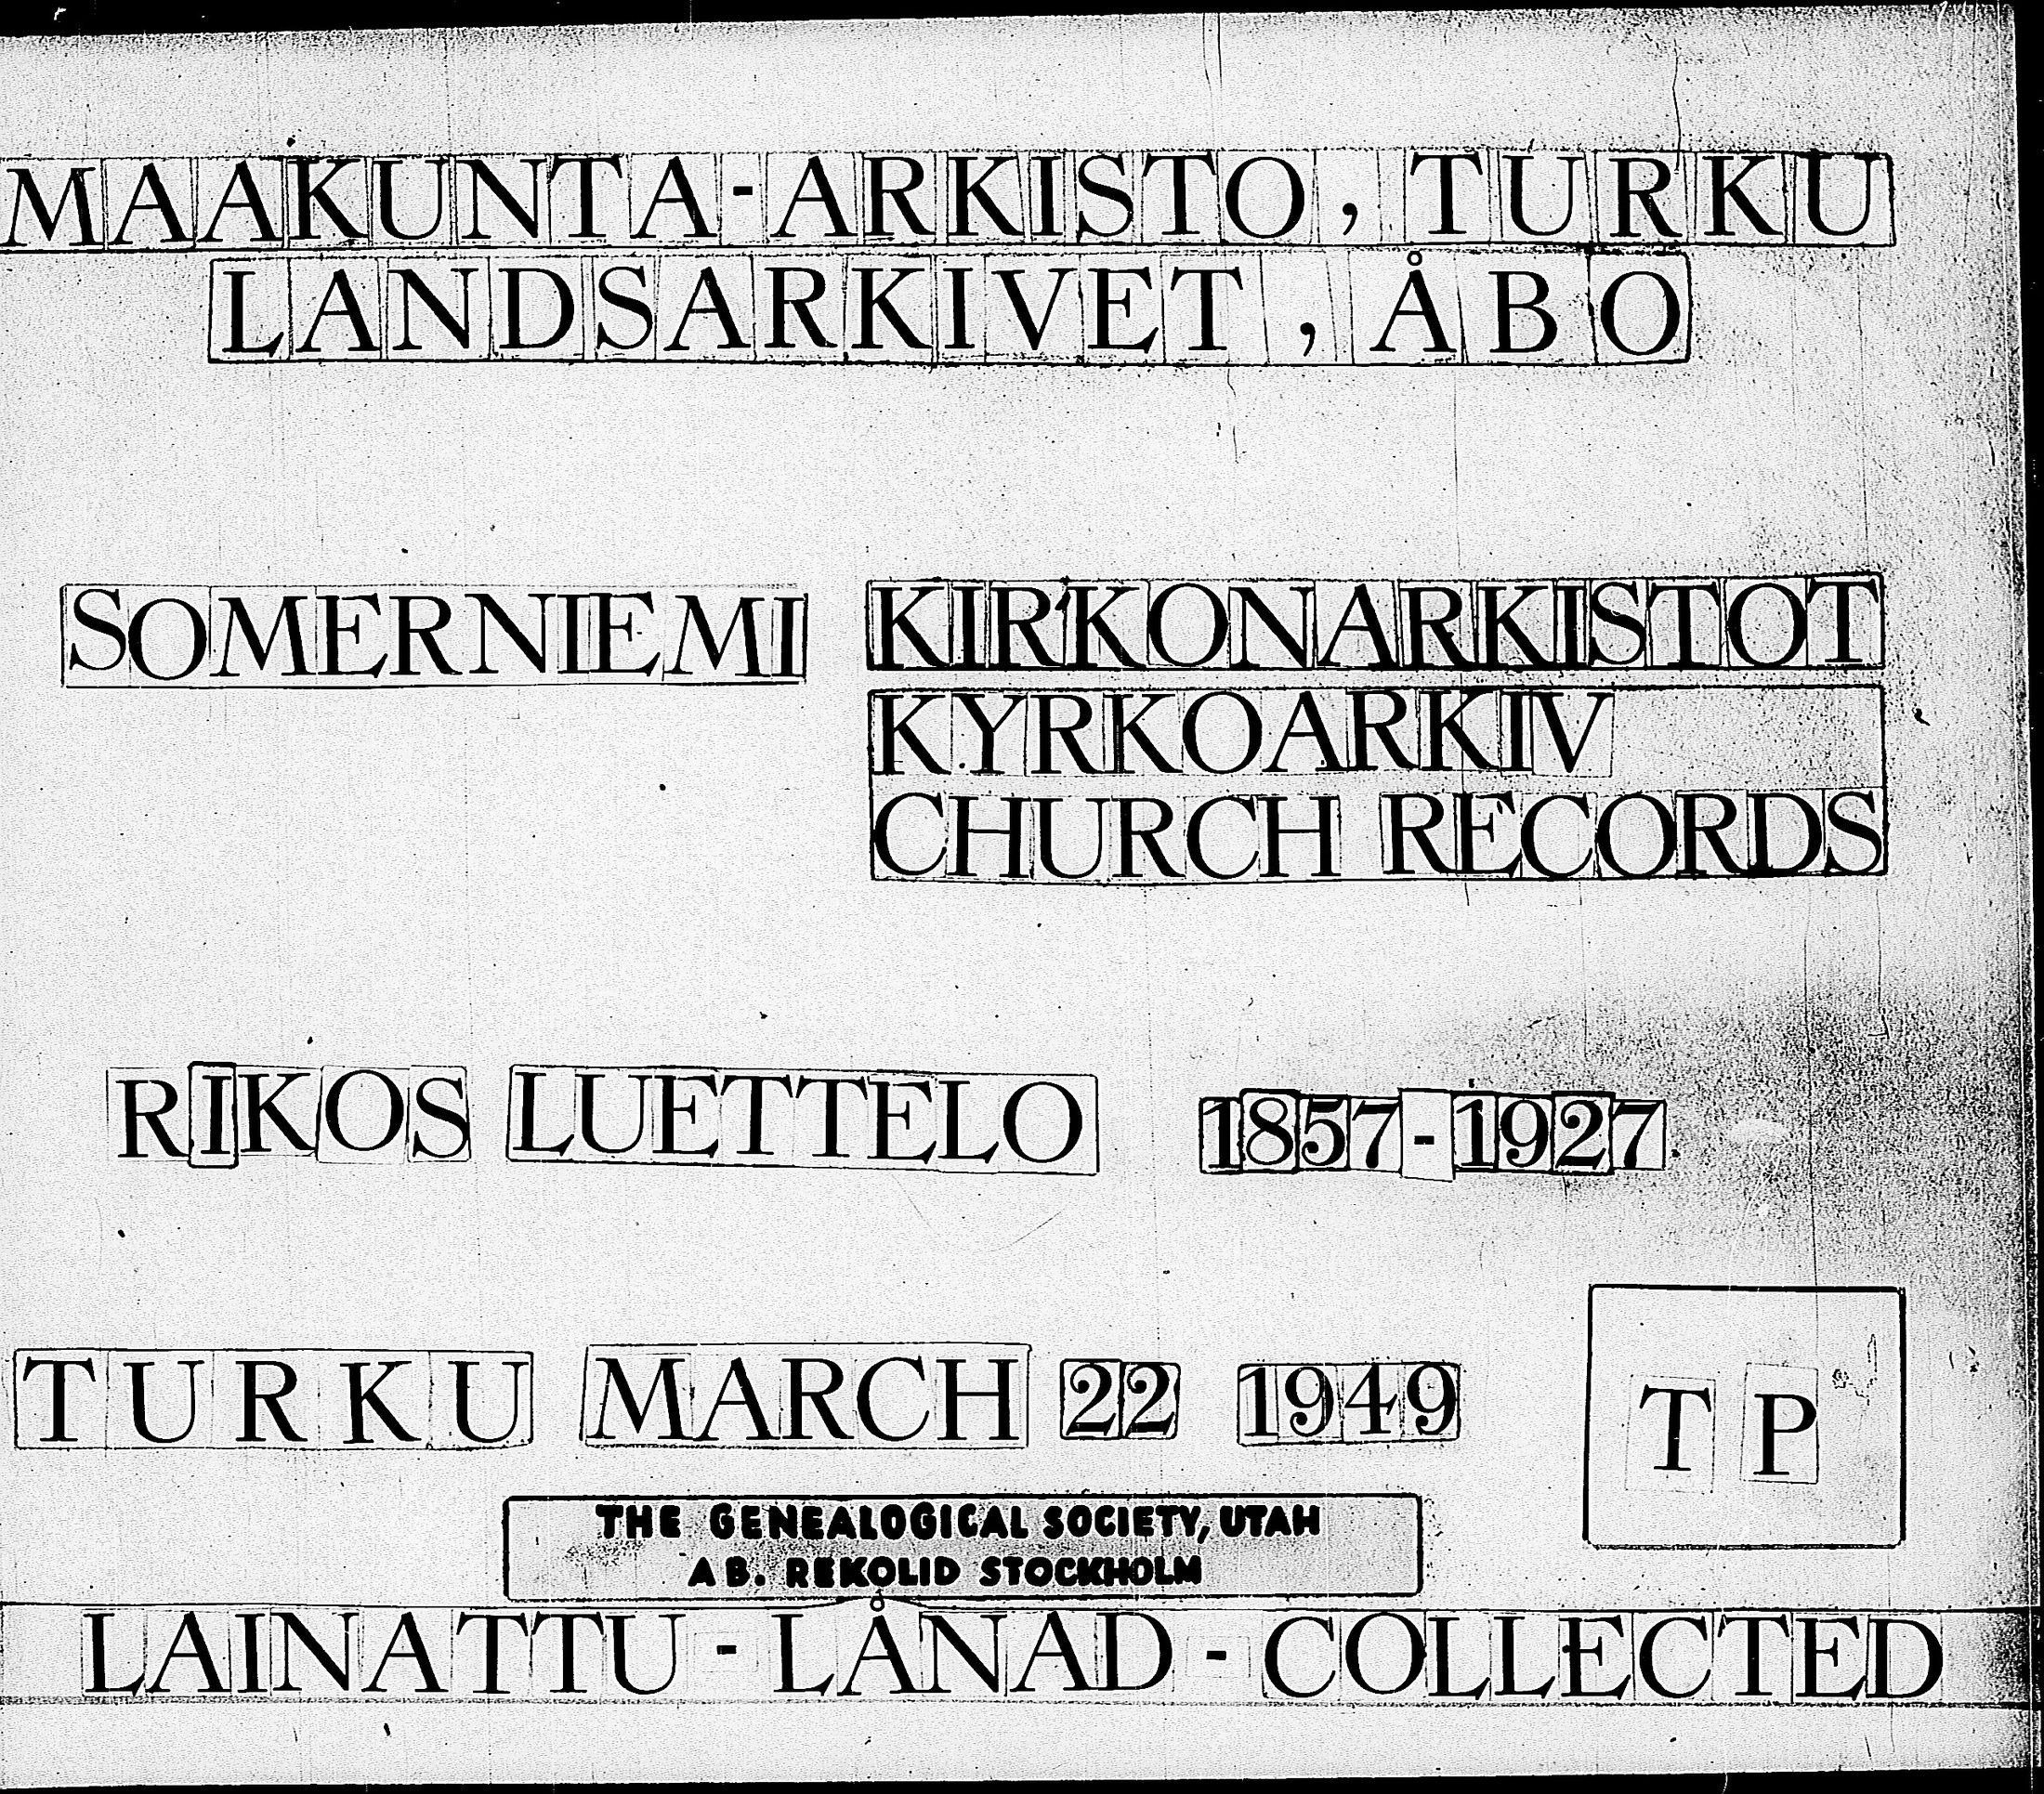 MAAKUNTA-ARKISTO, TURKU
LANDSARKIVET, ÅBO
SOMERNIEMI KIRKONARKISTOT
KYRKOARKIV
CHURCH RECORDS
RIKOS LUETTELO 1857-1927
TURKU MARCH 22 1949
TP
THE GENEALOGICAL SOCIETY, UTAH
AB. REKOLID STOCKHOLM
LAINATTU - LÅNAD - COLLECTED